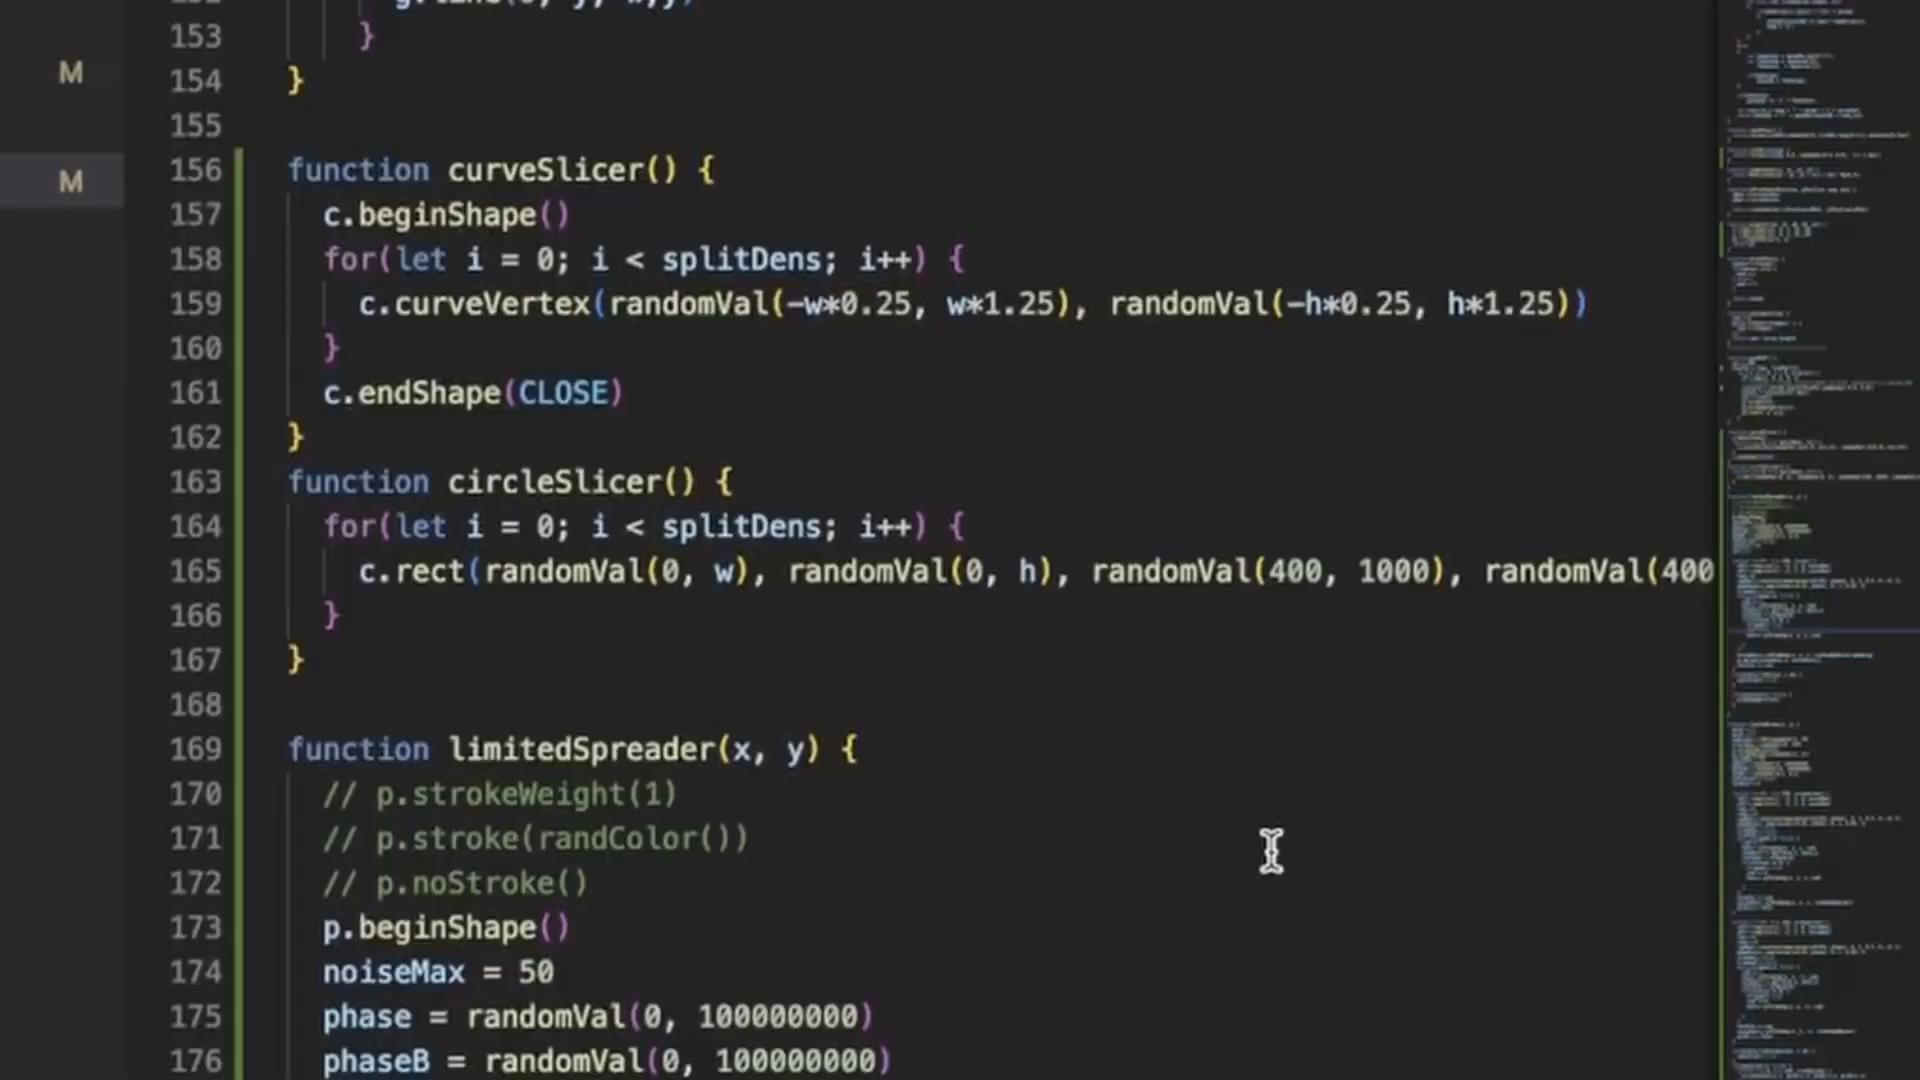 153 }
M
154 }
155
156 function curveSlicer() {
M
157 c.beginShape()
158 for(let i = 0; i < splitDens; i++) {
159 c.curveVertex(randomVal(-w*0.25, w*1.25), randomVal(-h*0.25, h*1.25))
160 }
161 c.endShape(CLOSE)
162 }
163 function circleSlicer() {
164 for(let i = 0; i < splitDens; i++) {
165 c.rect(randomVal(0, w), randomVal(0, h), randomVal(400, 1000), randomVal(400
166 }
167 }
168
169 function limitedSpreader(x, y) {
170 // p.strokeWeight(1)
171 // p.stroke(randColor())
172 // p.noStroke()
173 p.beginShape()
174 noiseMax = 50
175 phase = randomVal(0, 100000000)
176 phaseB = randomVal(0, 100000000)